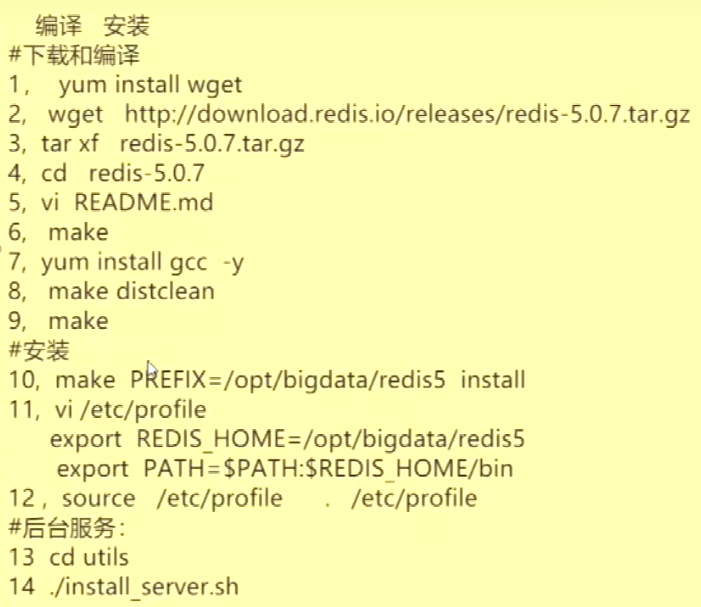 编译 安装
#下载和编译
1, yum install wget
2, wget http://download.redis.io/releases/redis-5.0.7.tar.gz
3, tar xf redis-5.0.7.tar.gz
4, cd redis-5.0.7
5, vi README.md
6, make
7, yum install gcc -y
8, make distclean
9, make
#安装
10, make PREFIX=/opt/bigdata/redis5 install
11, vi /etc/profile
export REDIS_HOME=/opt/bigdata/redis5
export PATH=$PATH:$REDIS_HOME/bin
12 , source /etc/profile . /etc/profile
#后台服务：
13 cd utils
14 ./install_server.sh